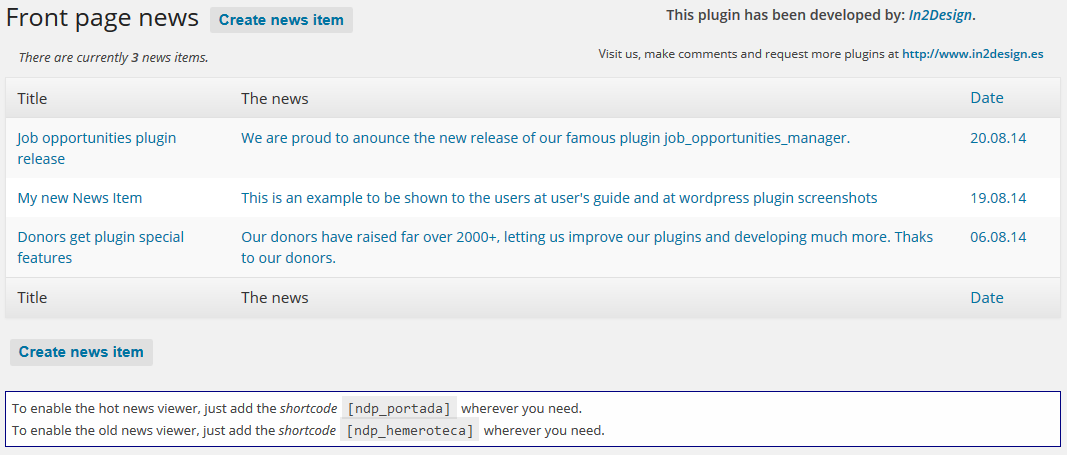 Front page news Create news item This plugin has been developed by: In2Design.
There are currently 3 news items. Visit us, make comments and request more plugins at http://www.in2design.es
Title The news Date
Job opportunities plugin We are proud to anounce the new release of our famous plugin job_opportunities_manager. 20.08.14
release
My new News Item This is an example to be shown to the users at user's guide and at wordpress plugin screenshots 19.08.14
Donors get plugin special Our donors have raised far over 2000+, letting us improve our plugins and developing much more. Thaks 06.08.14
features to our donors.
Title The news Date
Create news item
To enable the hot news viewer, just add the shortcode [ndp_portada] wherever you need.
To enable the old news viewer, just add the shortcode [ndp_hemeroteca] wherever you need.